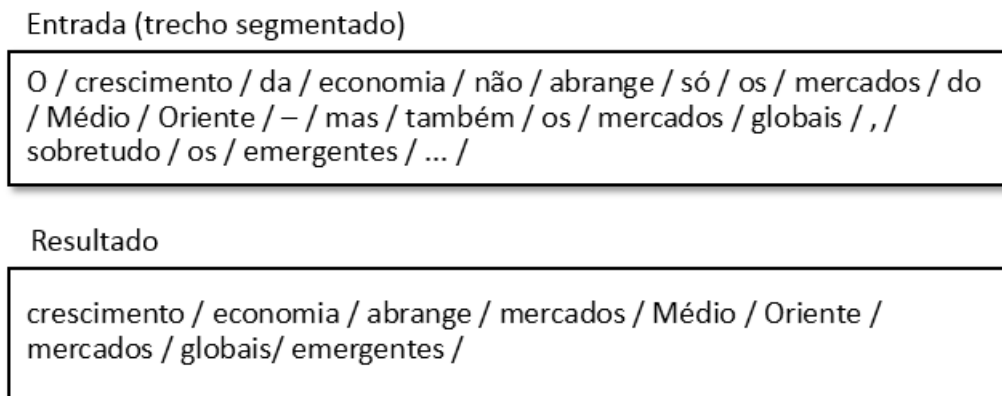 Entrada (trecho segmentado)
O / crescimento / da / economia / não / abrange / só / os / mercados / do
/ Médio / Oriente / – / mas / também / os / mercados / globais / , /
sobretudo / os / emergentes / ... /
Resultado
crescimento / economia / abrange / mercados / Médio / Oriente /
mercados / globais/ emergentes /